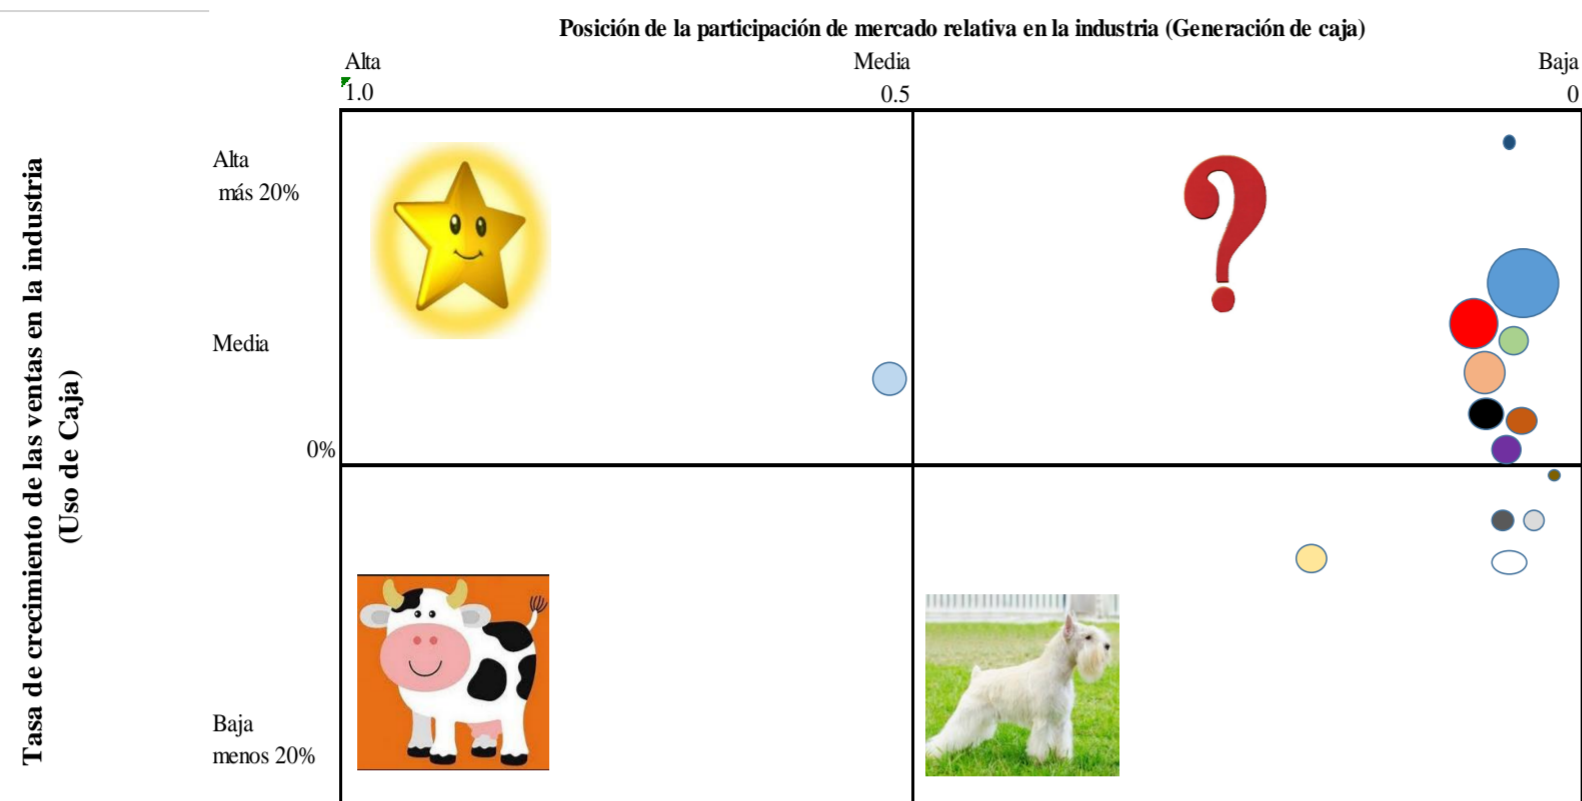 Posición de la participación de mercado relativa en la industria (Generación de caja)
Alta
Media
Baja
1.0
0.5
0
Tasa de crecimiento de las ventas en la industria
(Uso de Caja)
Alta
más 20%
Media
0%
Baja
menos 20%